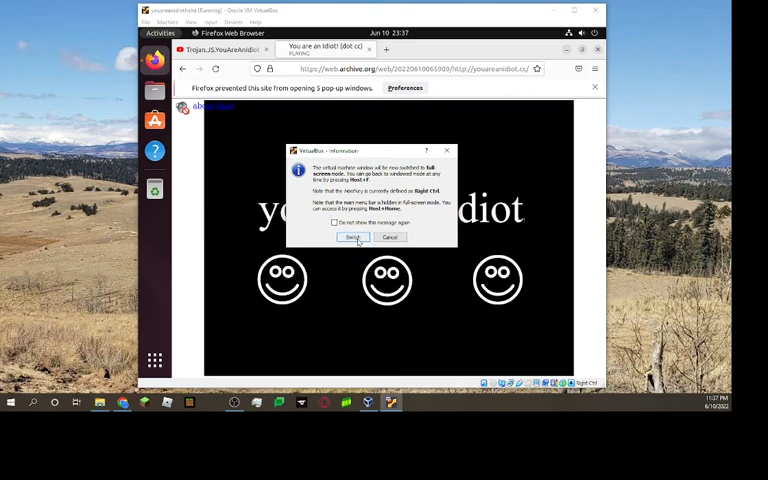 youareanidiothaha [Running] - Oracle VM VirtualBox
File Machine View Input Devices Help
Activities
Firefox Web Browser
Jun 10 23:37
Trojan.JS.YouAreAnIdiot
You are an Idiot! (dot cc)
PLAYING
https://web.archive.org/web/20220610065909/http://youareanidiot.cc/
Firefox prevented this site from opening 5 pop-up windows.
Preferences
VirtualBox - Information
The virtual machine window will be now switched to full-
screen mode. You can go back to windowed mode at any
time by pressing Host+F.
Note that the Host key is currently defined as Right Ctrl.
Note that the main menu bar is hidden in full-screen mode. You
can access it by pressing Host+Home.
Do not show this message again
Switch
Cancel
diot
Right Ctrl
11:37 PM
6/10/2022